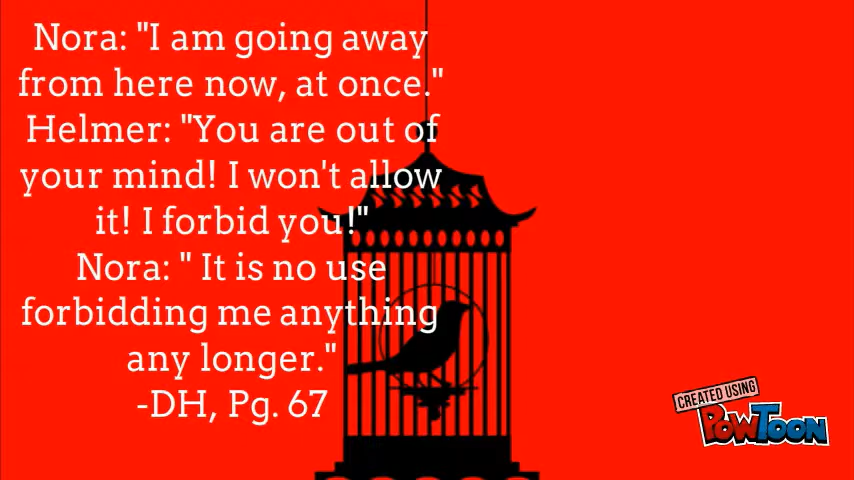 Nora: "I am going away
from here now, at once."
Helmer: "You are out of
your mind! I won't allow
it! I forbid you!"
Nora: " It is no use
forbidding me anything
any longer."
-DH, Pg. 67
CREATED USING
POWTOON